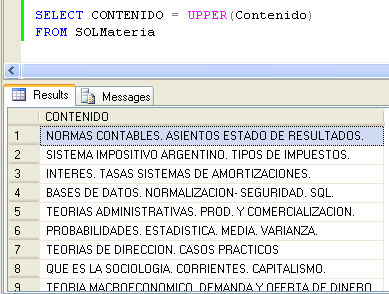 SELECT CONTENIDO = UPPER(Contenido)
FROM SOLMateria
Results Messages
CONTENIDO
1 NORMAS CONTABLES. ASIENTOS ESTADO DE RESULTADOS.
2 SISTEMA IMPOSITIVO ARGENTINO. TIPOS DE IMPUESTOS.
3 INTERES. TASAS SISTEMAS DE AMORTIZACIONES.
4 BASES DE DATOS. NORMALIZACION- SEGURIDAD. SQL.
5 TEORIAS ADMINISTRATIVAS. PROD. Y COMERCIALIZACION.
6 PROBABILIDADES. ESTADISTICA. MEDIA. VARIANZA.
7 TEORIAS DE DIRECCION. CASOS PRACTICOS
8 QUE ES LA SOCIOLOGIA. CORRIENTES. CAPITALISMO.
9 TEORIA MACROECONOMICO. DEMANDA Y OFERTA DE DINERO